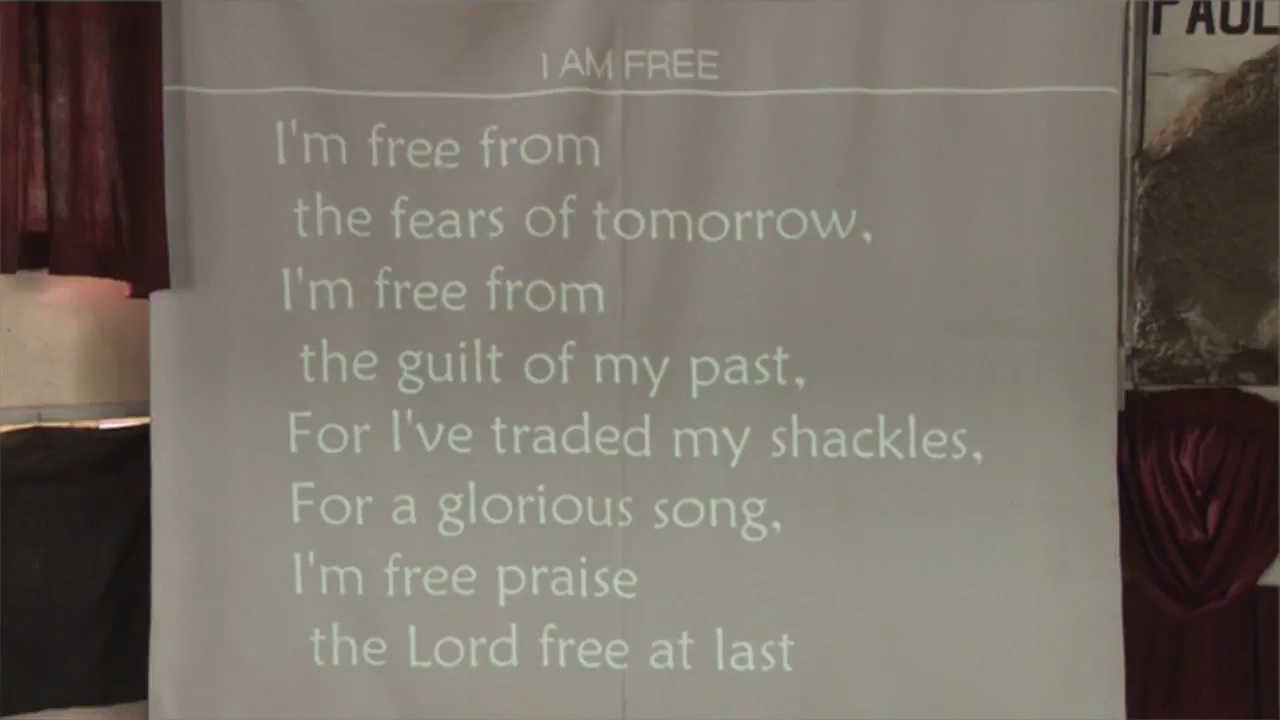 I AM FREE
I'm free from
the fears of tomorrow,
I'm free from
the guilt of my past,
For I've traded my shackles,
For a glorious song,
I'm free praise
the Lord free at last
PAUL